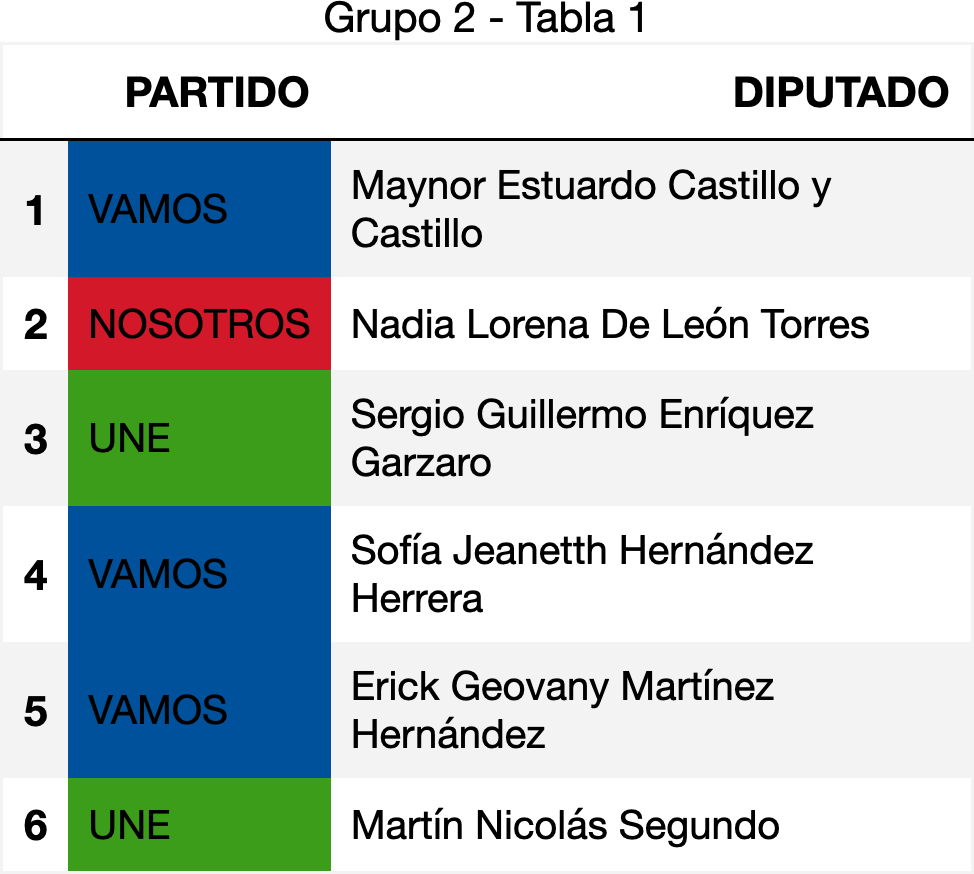 Grupo 2 - Tabla 1
PARTIDO DIPUTADO
1 VAMOS Maynor Estuardo Castillo y
Castillo
2 NOSOTROS Nadia Lorena De León Torres
3 UNE Sergio Guillermo Enríquez
Garzaro
4 VAMOS Sofía Jeanetth Hernández
Herrera
5 VAMOS Erick Geovany Martínez
Hernández
6 UNE Martín Nicolás Segundo